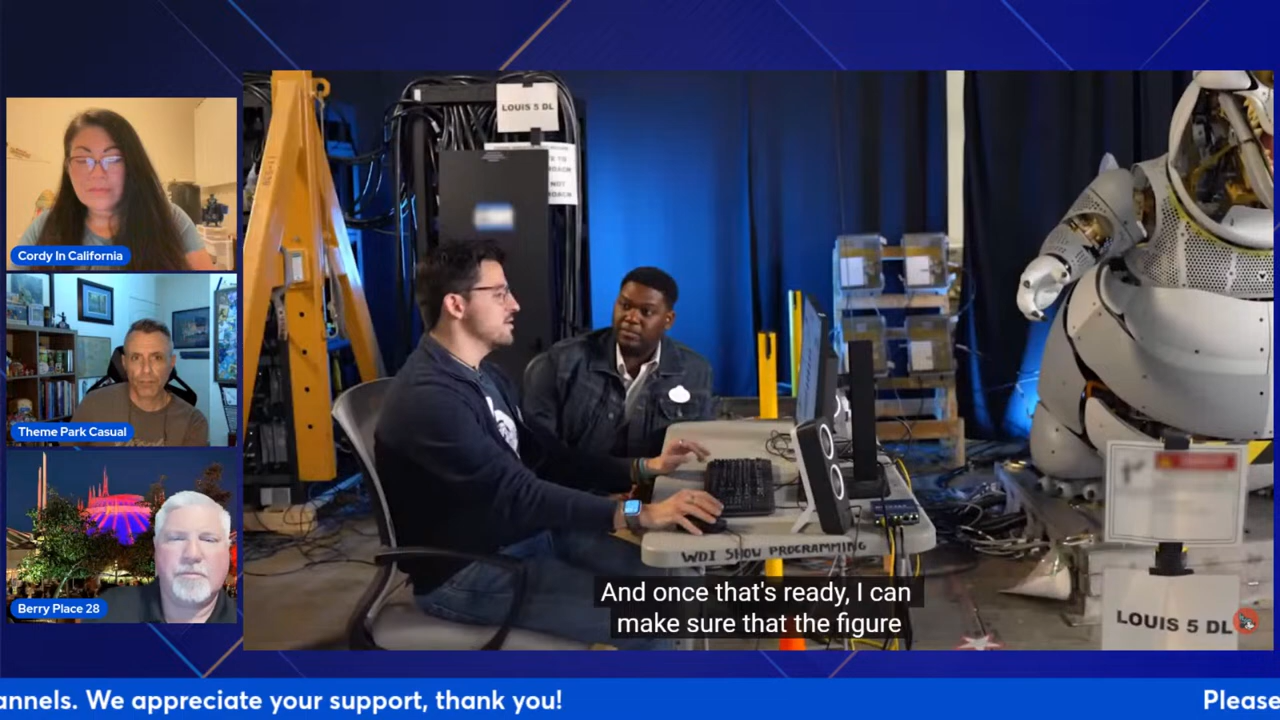 LOUIS 5 DL
Cordy In California
Theme Park Casual
Berry Place 28
WDI SHOW PROGRAMMING
And once that's ready, I can
make sure that the figure
LOUIS 5 DL
annels. We appreciate your support, thank you!
Please